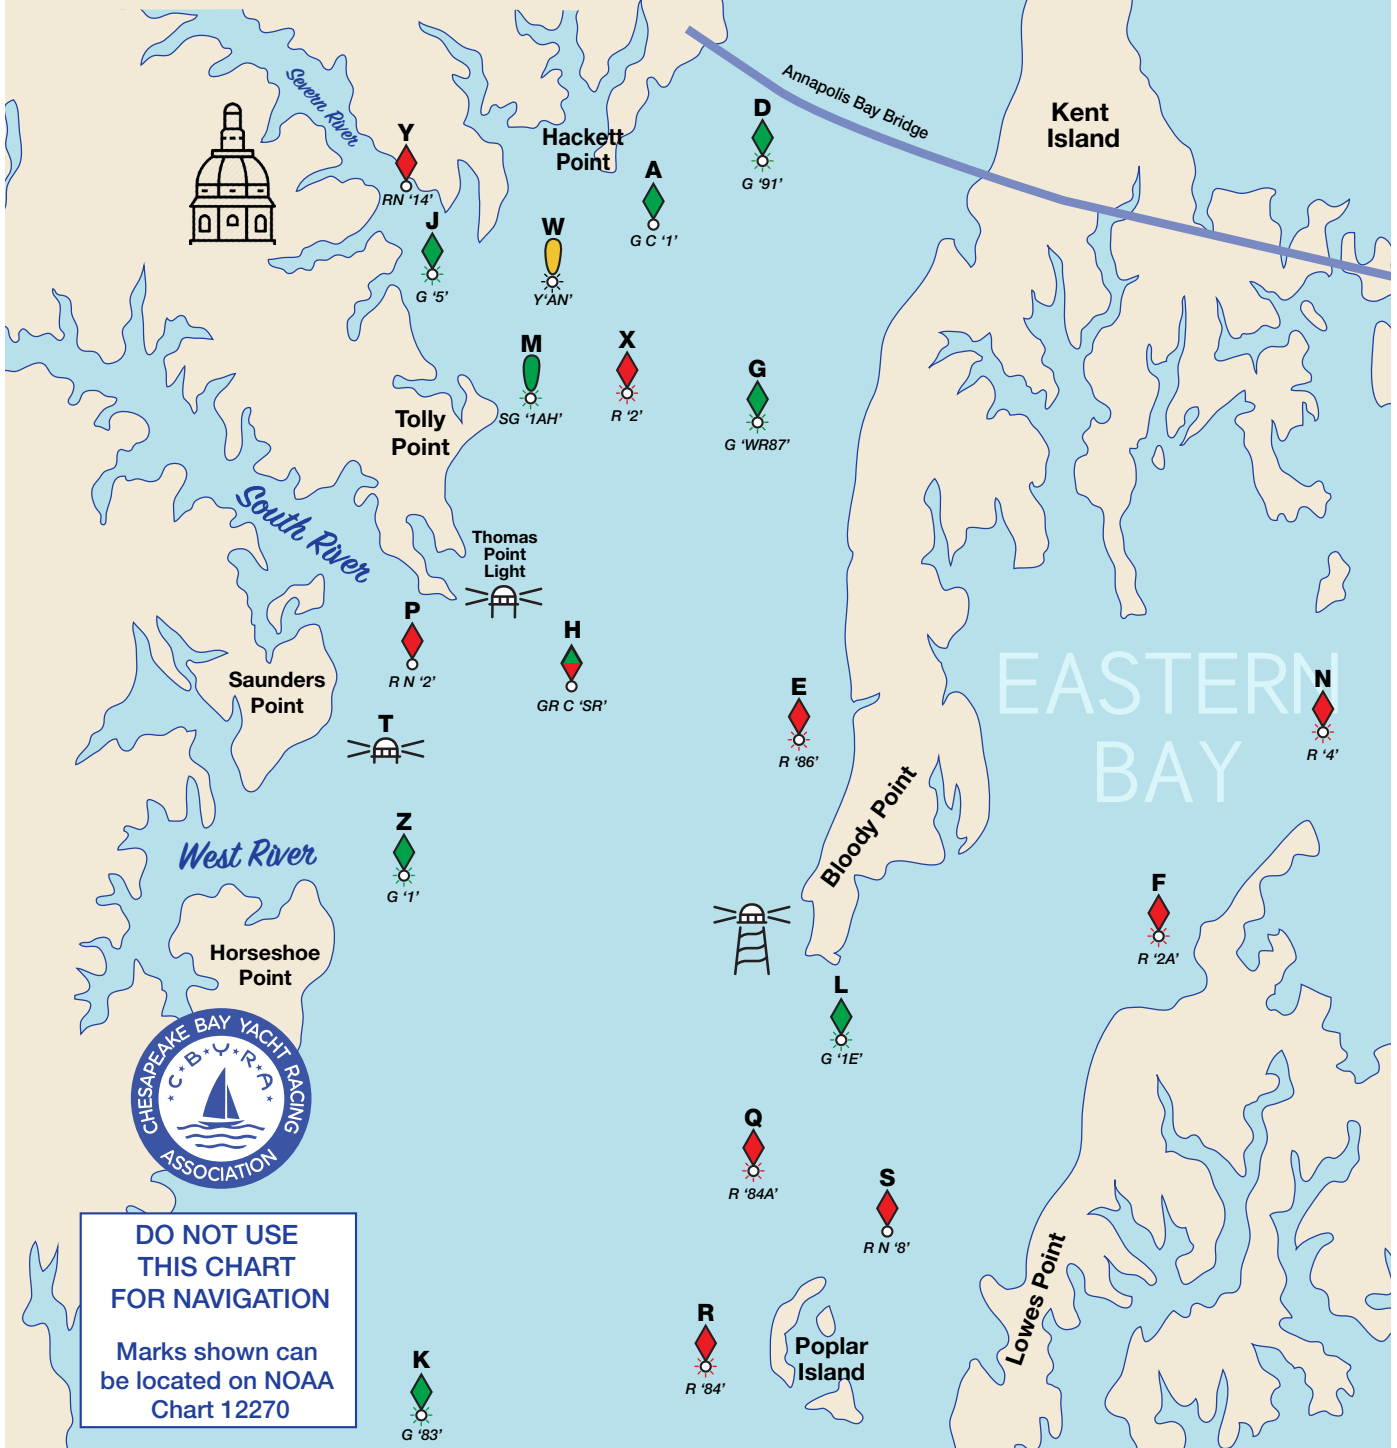 Severn River
Annapolis Bay Bridge
Kent
Island
D
G '91'
Hackett
Point
Y
RN '14'
A
G C '1'
J
G '5'
W
Y'AN'
M
SG '1AH'
X
R '2'
G
G 'WR87'
Tolly
Point
South River
Thomas
Point
Light
P
R N '2'
H
GR C 'SR'
Saunders
Point
T
E
R '86'
EASTERN
BAY
N
R '4'
Bloody Point
Z
G '1'
West River
F
R '2A'
Horseshoe
Point
L
G '1E'
CHESAPEAKE BAY YACHT RACING
ASSOCIATION
C★B★Y★R★A
Q
R '84A'
S
R N '8'
DO NOT USE
THIS CHART
FOR NAVIGATION
Marks shown can
be located on NOAA
Chart 12270
Lowes Point
R
R '84'
Poplar
Island
K
G '83'